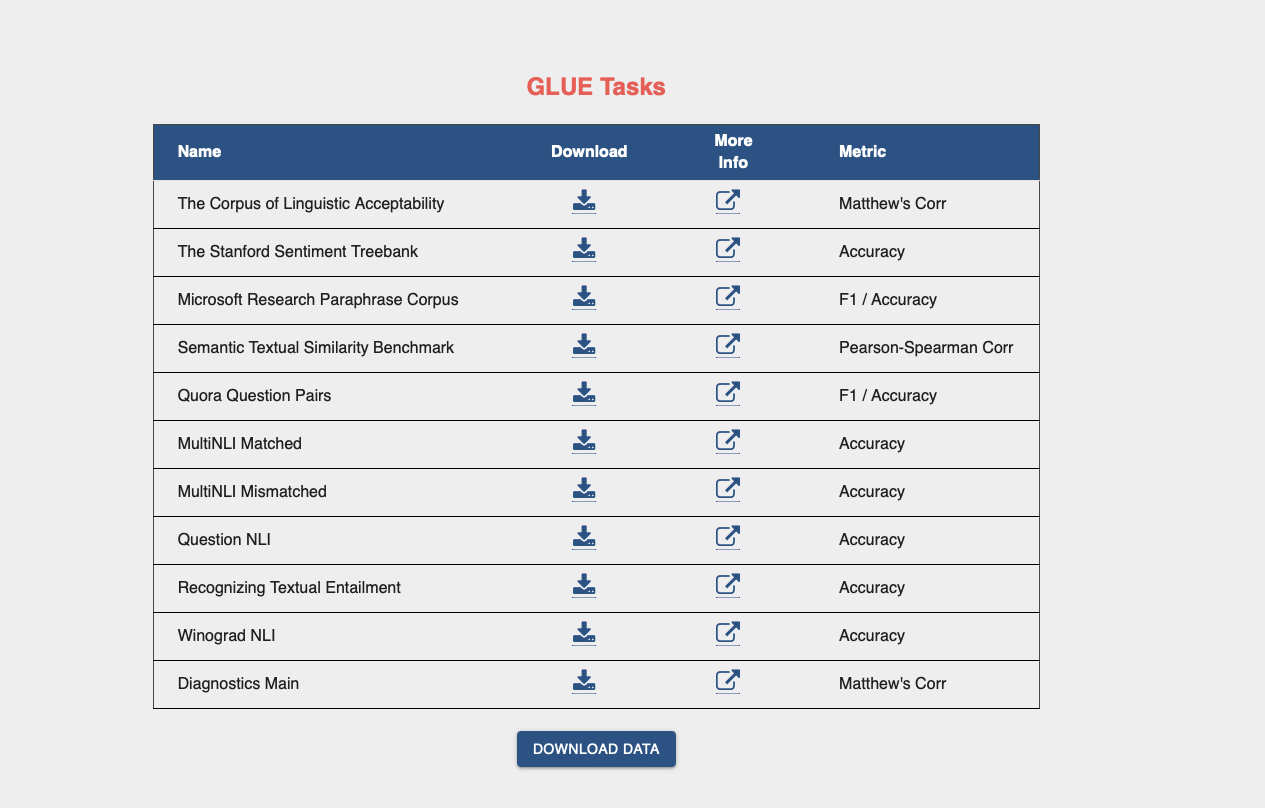 GLUE Tasks
Name Download More Info Metric
The Corpus of Linguistic Acceptability Matthew's Corr
The Stanford Sentiment Treebank Accuracy
Microsoft Research Paraphrase Corpus F1 / Accuracy
Semantic Textual Similarity Benchmark Pearson-Spearman Corr
Quora Question Pairs F1 / Accuracy
MultiNLI Matched Accuracy
MultiNLI Mismatched Accuracy
Question NLI Accuracy
Recognizing Textual Entailment Accuracy
Winograd NLI Accuracy
Diagnostics Main Matthew's Corr
DOWNLOAD DATA